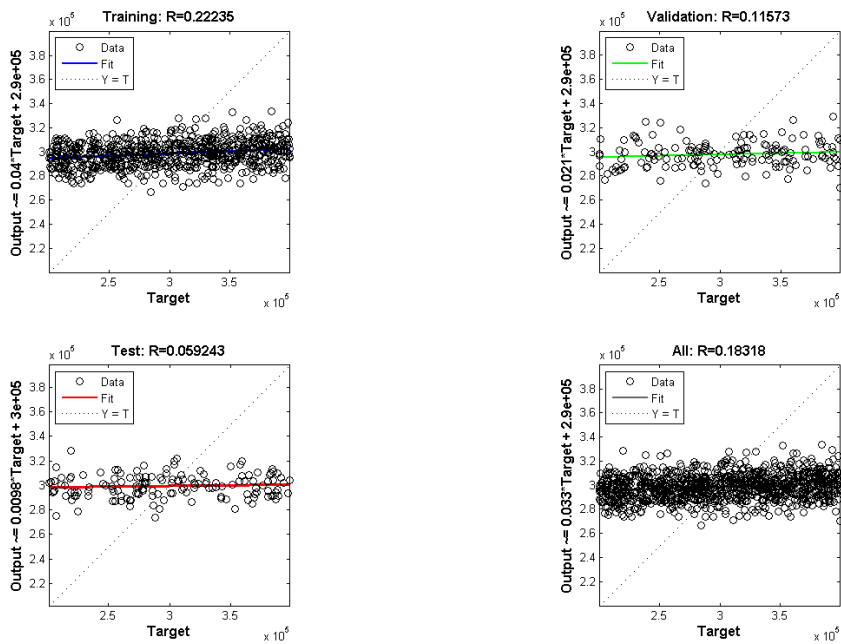 Training: R=0.22235
x 10^5
3.8
3.6
3.4
3.2
3
2.8
2.6
2.4
2.2
Output ~= 0.04*Target + 2.9e+05
Data
Fit
Y = T
2.5
3
3.5
x 10^5
Target
Validation: R=0.11573
x 10^5
3.8
3.6
3.4
3.2
3
2.8
2.6
2.4
2.2
Output ~= 0.021*Target + 2.9e+05
Data
Fit
Y = T
2.5
3
3.5
x 10^5
Target
Test: R=0.059243
x 10^5
3.8
3.6
3.4
3.2
3
2.8
2.6
2.4
2.2
Output ~= 0.0098*Target + 3e+05
Data
Fit
Y = T
2.5
3
3.5
x 10^5
Target
All: R=0.18318
x 10^5
3.8
3.6
3.4
3.2
3
2.8
2.6
2.4
2.2
Output ~= 0.033*Target + 2.9e+05
Data
Fit
Y = T
2.5
3
3.5
x 10^5
Target